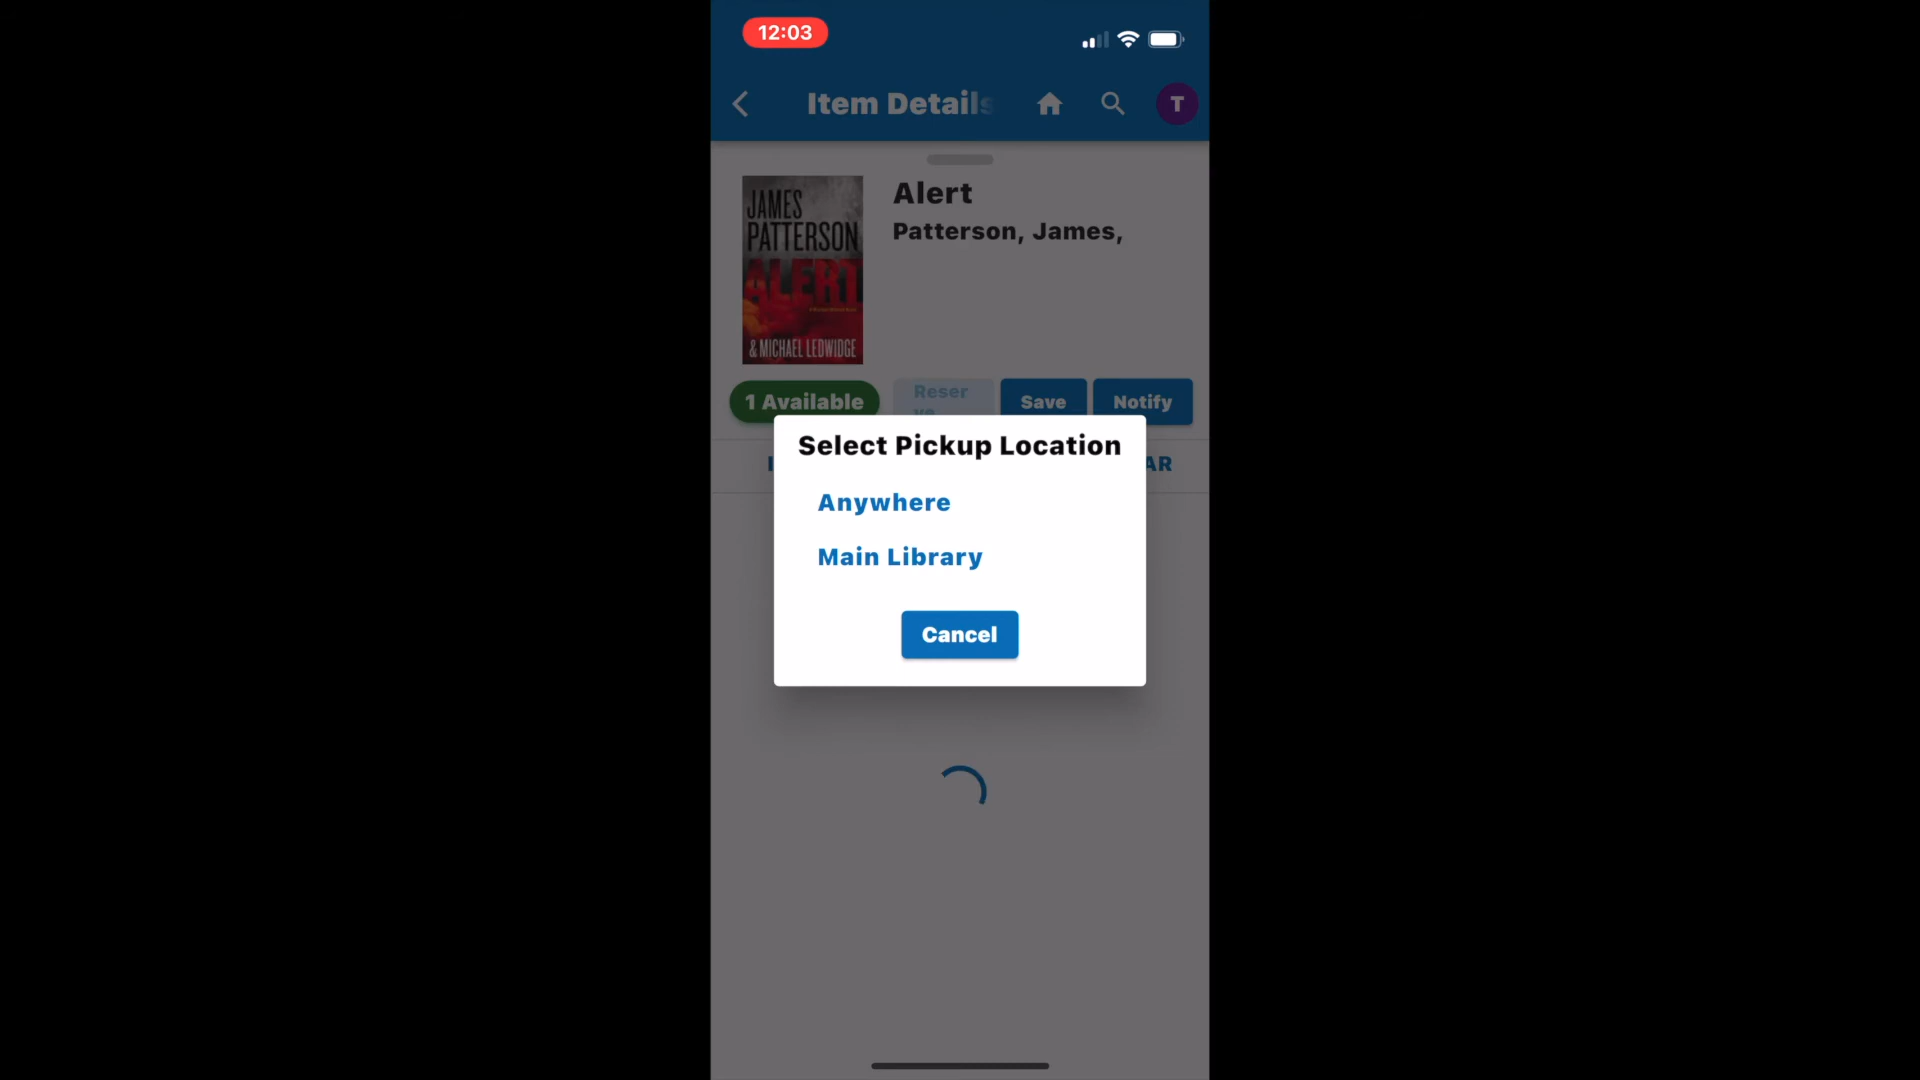 12:03
Item Details
T
JAMES
PATTERSON
ALERT
& MICHAEL LEDWIDGE
Alert
Patterson, James,
1 Available
Reser
ve
Save
Notify
AR
Select Pickup Location
Anywhere
Main Library
Cancel